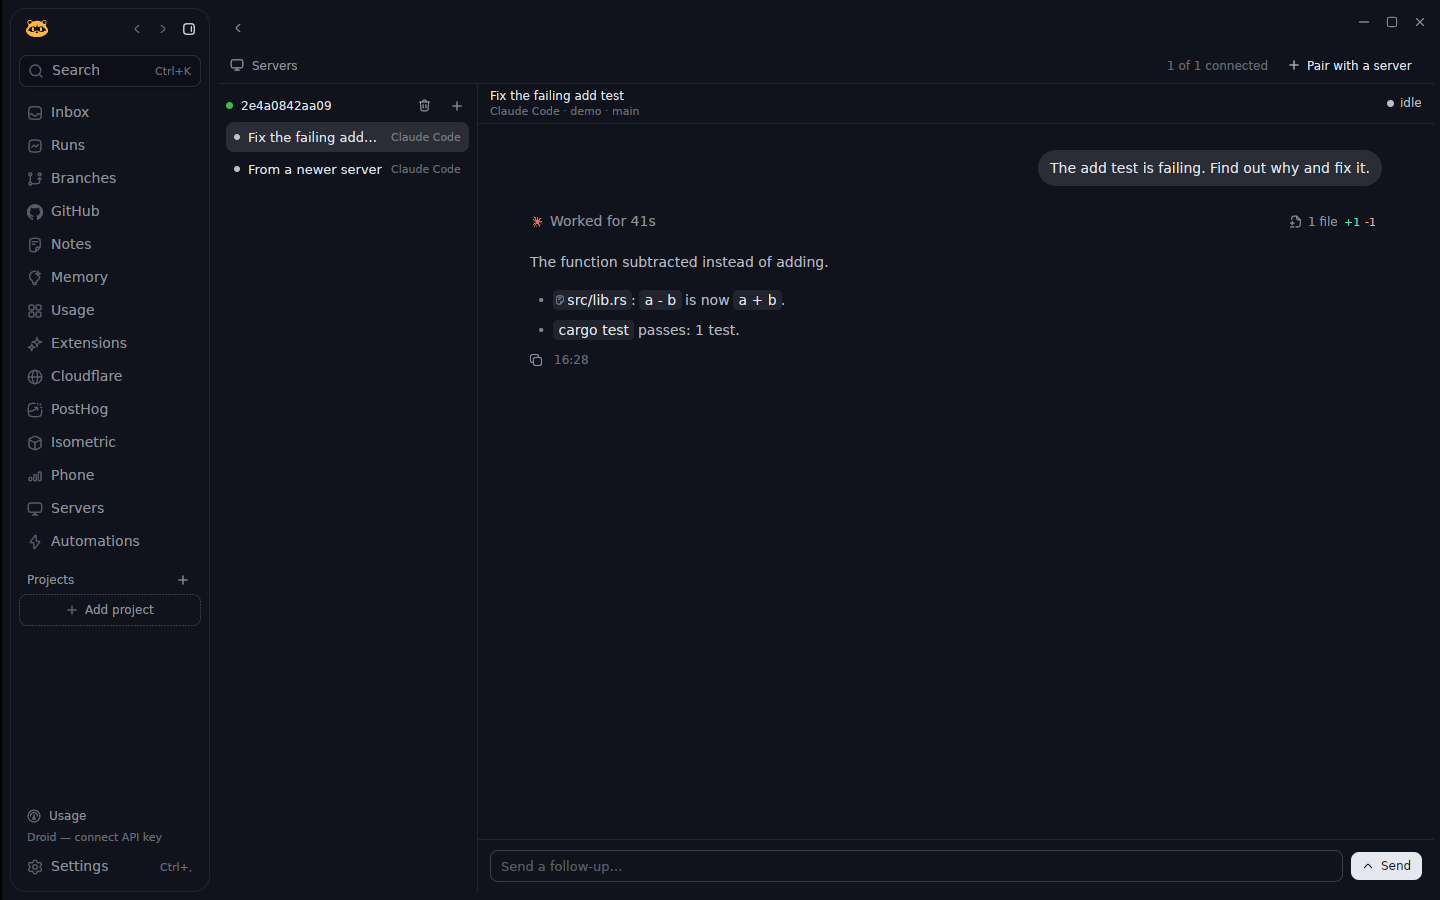 Search Ctrl+K
Inbox
Runs
Branches
GitHub
Notes
Memory
Usage
Extensions
Cloudflare
PostHog
Isometric
Phone
Servers
Automations
Projects
Add project
Usage
Droid — connect API key
Settings Ctrl+,
Servers
1 of 1 connected
Pair with a server
2e4a0842aa09
Fix the failing add... Claude Code
From a newer server Claude Code
Fix the failing add test
Claude Code · demo · main
idle
The add test is failing. Find out why and fix it.
Worked for 41s
1 file +1 -1
The function subtracted instead of adding.
• src/lib.rs: a - b is now a + b.
• cargo test passes: 1 test.
16:28
Send a follow-up...
Send